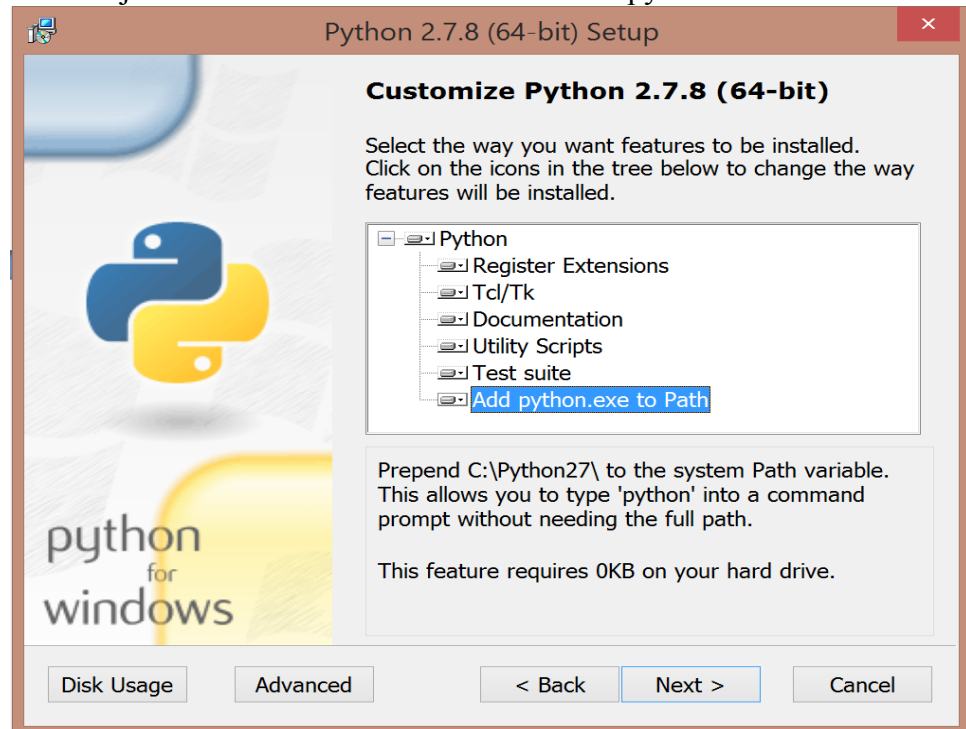 Python 2.7.8 (64-bit) Setup
Customize Python 2.7.8 (64-bit)
Select the way you want features to be installed.
Click on the icons in the tree below to change the way
features will be installed.
Python
Register Extensions
Tcl/Tk
Documentation
Utility Scripts
Test suite
Add python.exe to Path
Prepend C:\Python27\ to the system Path variable.
This allows you to type 'python' into a command
prompt without needing the full path.
This feature requires 0KB on your hard drive.
python
for
windows
Disk Usage
Advanced
< Back
Next >
Cancel